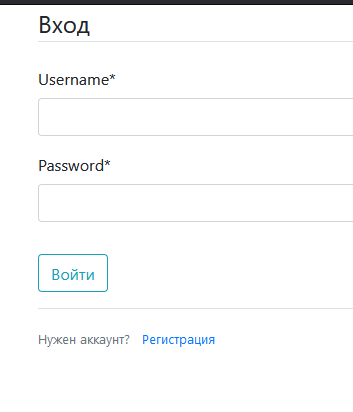 Вход
Username*
Password*
Войти
Нужен аккаунт? Регистрация